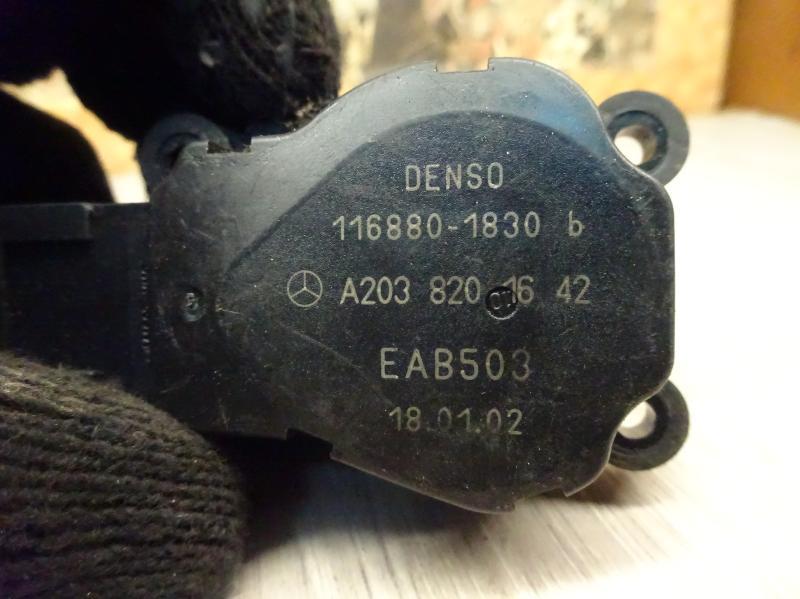 DENSO
116880-1830 b
A203 820 16 42
EAB503
18.01.02